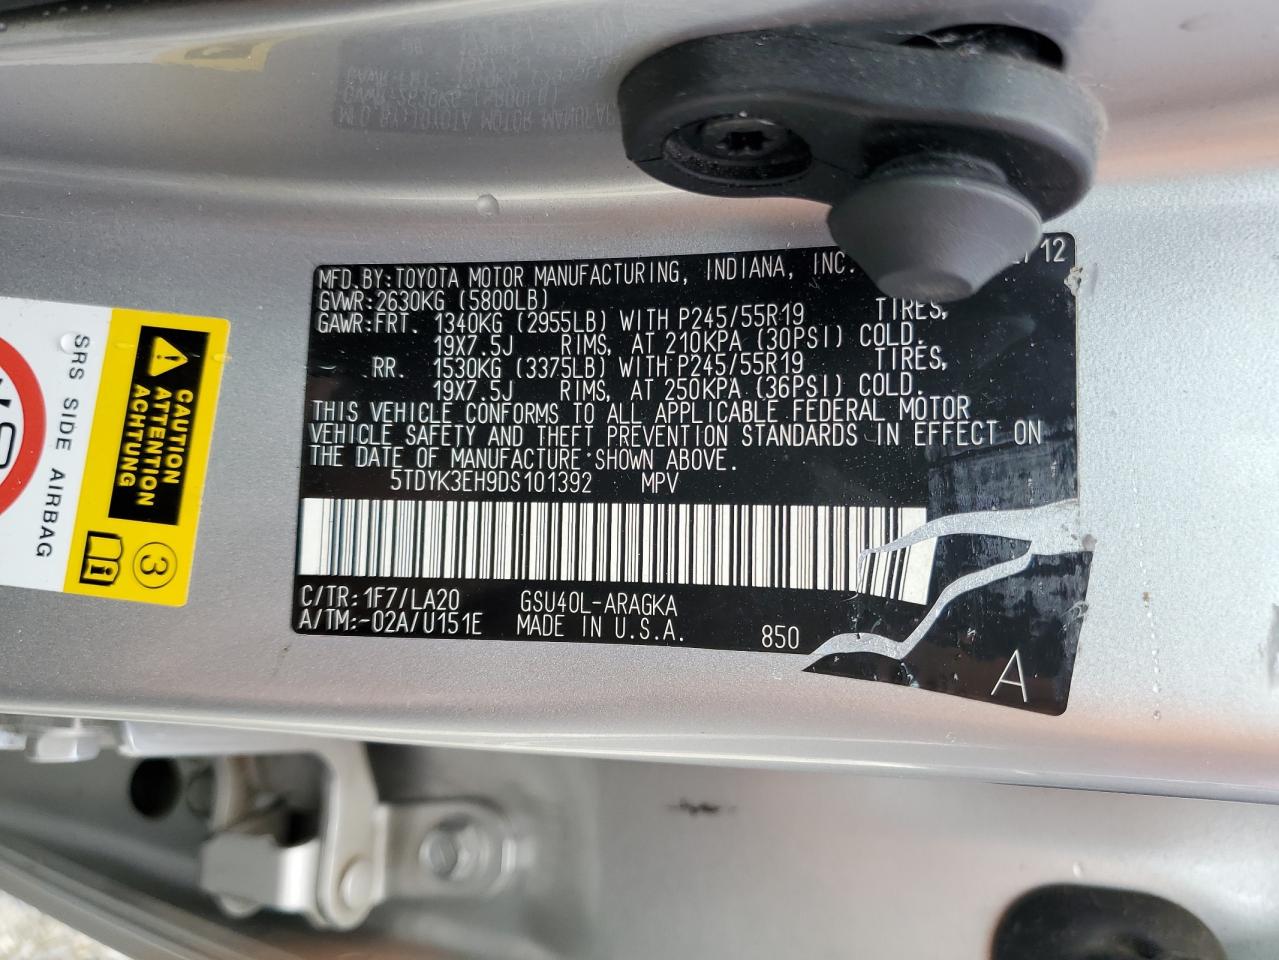 MFD.BY:TOYOTA MOTOR MANUFACTURING, INDIANA, INC. 12
GVWR:2630KG (5800LB)
GAWR:FRT. 1340KG (2955LB) WITH P245/55R19 TIRES,
19X7.5J RIMS, AT 210KPA (30PSI) COLD.
RR. 1530KG (3375LB) WITH P245/55R19 TIRES,
19X7.5J RIMS, AT 250KPA (36PSI) COLD.
THIS VEHICLE CONFORMS TO ALL APPLICABLE FEDERAL MOTOR
VEHICLE SAFETY AND THEFT PREVENTION STANDARDS IN EFFECT ON
THE DATE OF MANUFACTURE SHOWN ABOVE.
5TDYK3EH9DS101392 MPV
C/TR:1F7/LA20 GSU40L-ARAGKA
A/TM:-02A/U151E MADE IN U.S.A. 850
A
CAUTION
ATTENTION
ACHTUNG
3
SRS SIDE AIRBAG